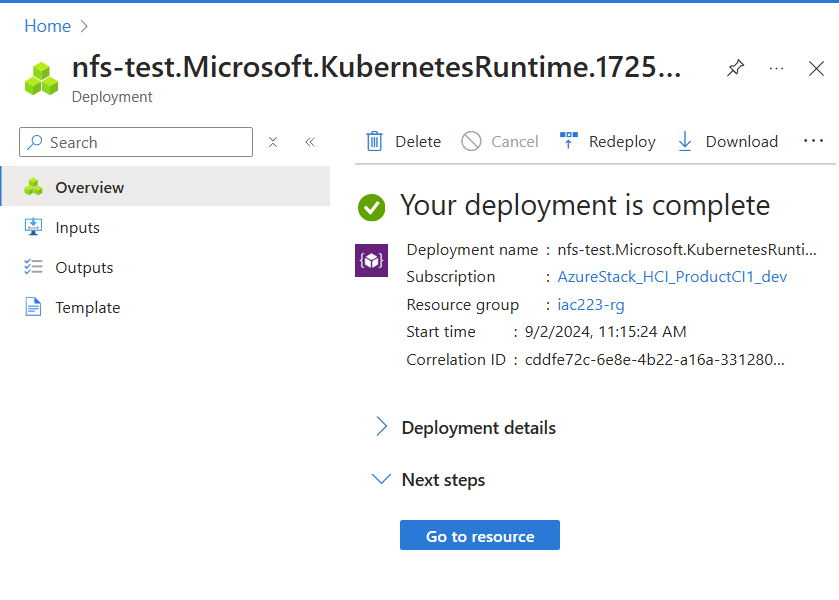 Home
nfs-test.Microsoft.KubernetesRuntime.1725...
Deployment
Search
Delete
Cancel
Redeploy
Download
Overview
Inputs
Outputs
Template
Your deployment is complete
Deployment name : nfs-test.Microsoft.KubernetesRunti...
Subscription : AzureStack_HCI_ProductCI1_dev
Resource group : iac223-rg
Start time : 9/2/2024, 11:15:24 AM
Correlation ID : cddfe72c-6e8e-4b22-a16a-331280...
Deployment details
Next steps
Go to resource